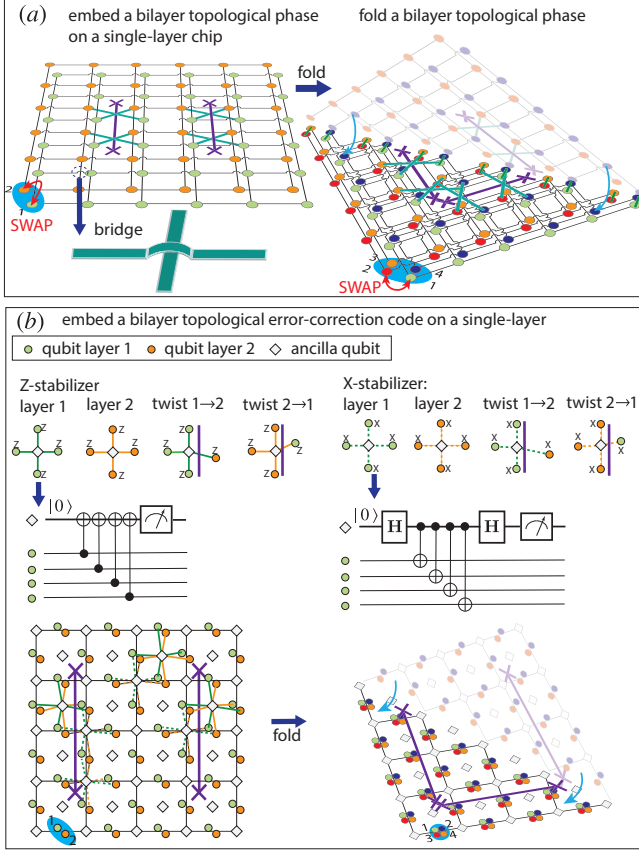 (a) embed a bilayer topological phase
on a single-layer chip
fold a bilayer topological phase
fold
2
1
SWAP
bridge
3
4
2
1
SWAP
(b) embed a bilayer topological error-correction code on a single-layer
qubit layer 1 qubit layer 2 ancilla qubit
Z-stabilizer
layer 1 layer 2 twist 1→2 twist 2→1
Z Z Z Z
Z Z Z Z
Z Z Z Z
Z Z Z Z
X-stabilizer:
layer 1 layer 2 twist 1→2 twist 2→1
X X X X
X X X X
X X X X
X X X X
|0⟩
|0⟩ H H
fold
1
2
1 2
3 4